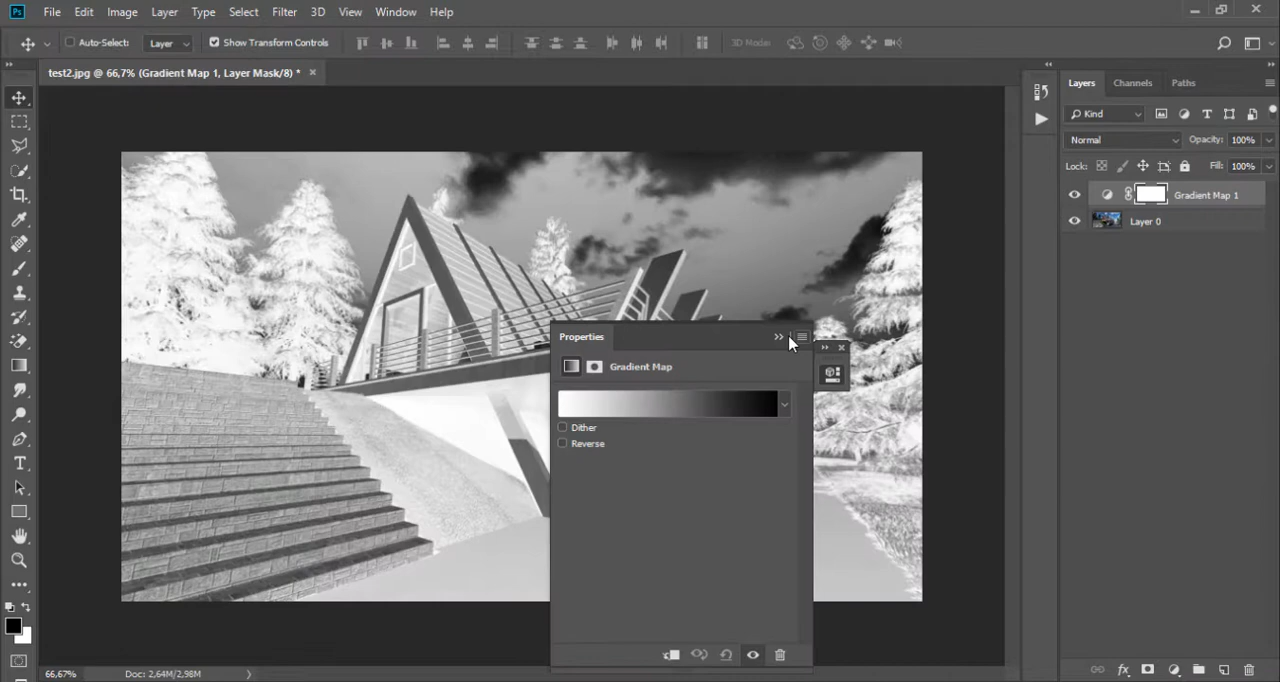 Ps File Edit Image Layer Type Select Filter 3D View Window Help
Auto-Select: Layer Show Transform Controls 3D Mode:
test2.jpg @ 66,7% (Gradient Map 1, Layer Mask/8) *
Layers Channels Paths
Kind
Normal Opacity: 100%
Lock: Fill: 100%
Gradient Map 1
Layer 0
Properties
Gradient Map
Dither
Reverse
66,67% Doc: 2,64M/2,98M